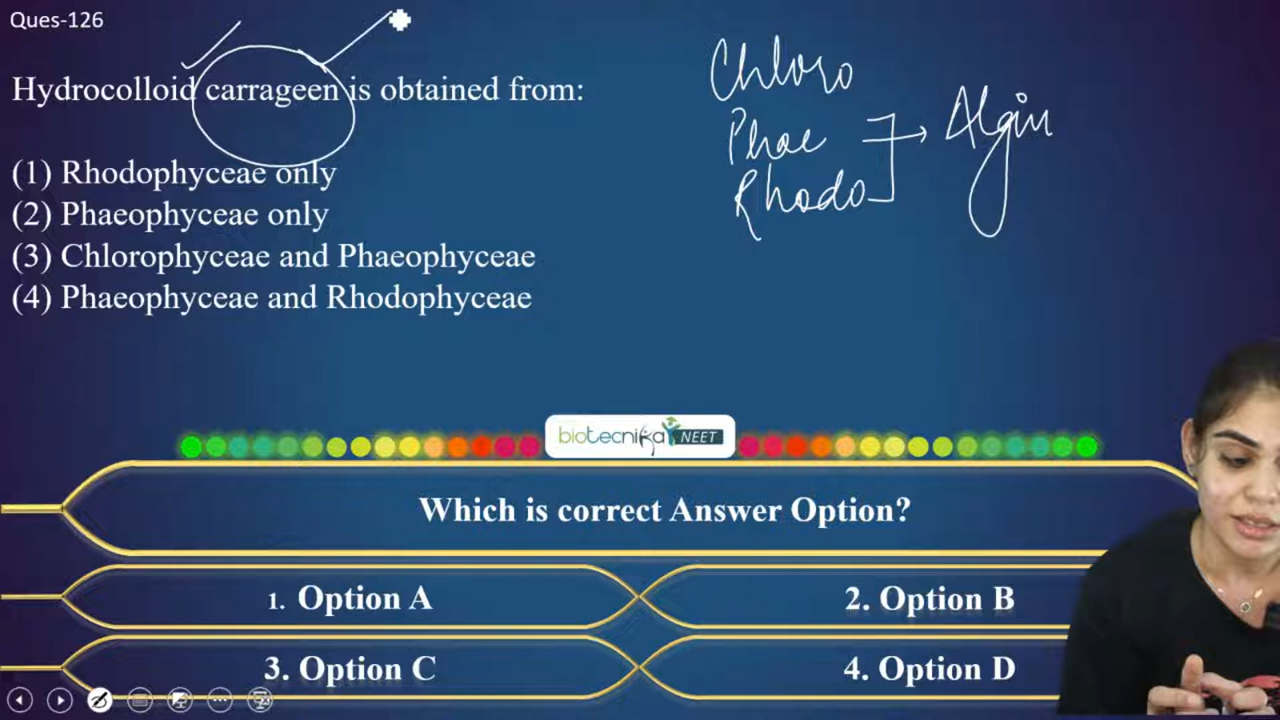 Ques-126
Hydrocolloid carrageen is obtained from:
(1) Rhodophyceae only
(2) Phaeophyceae only
(3) Chlorophyceae and Phaeophyceae
(4) Phaeophyceae and Rhodophyceae
Chloro
Phae
Rhodo
Algin
biotecnika NEET
Which is correct Answer Option?
1. Option A
2. Option B
3. Option C
4. Option D